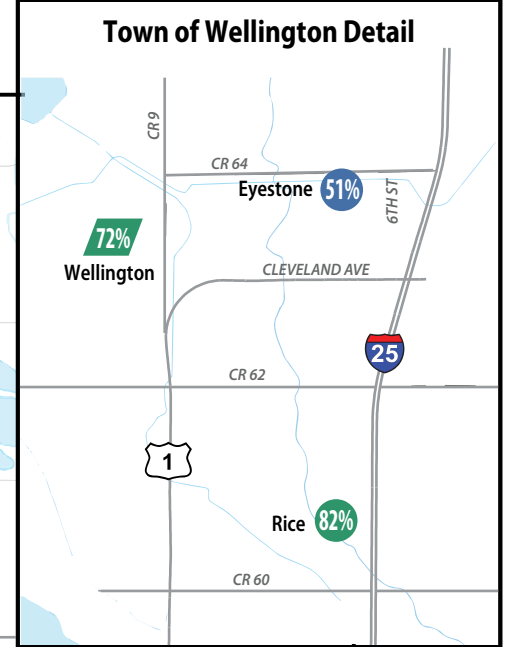 Town of Wellington Detail
CR 9
CR 64
Eyestone 51%
6TH ST
72%
Wellington
CLEVELAND AVE
25
CR 62
1
Rice 82%
CR 60